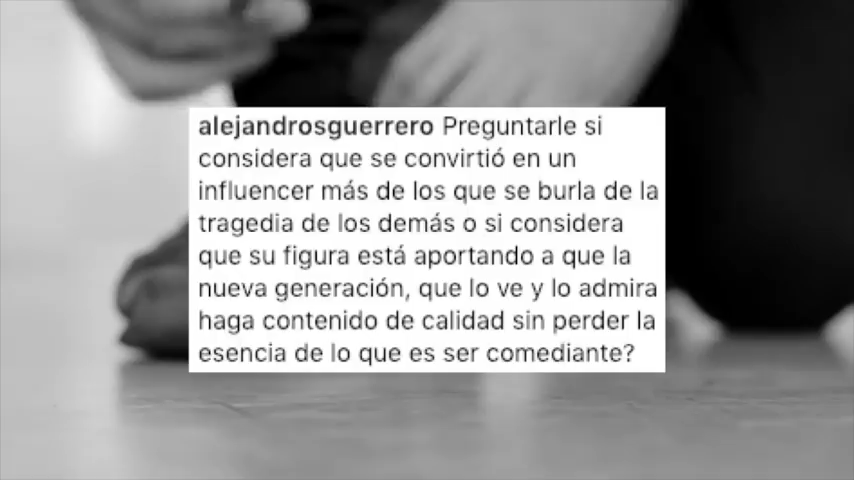 alejandrosguerrero Preguntarle si
considera que se convirtió en un
influencer más de los que se burla de la
tragedia de los demás o si considera
que su figura está aportando a que la
nueva generación, que lo ve y lo admira
haga contenido de calidad sin perder la
esencia de lo que es ser comediante?